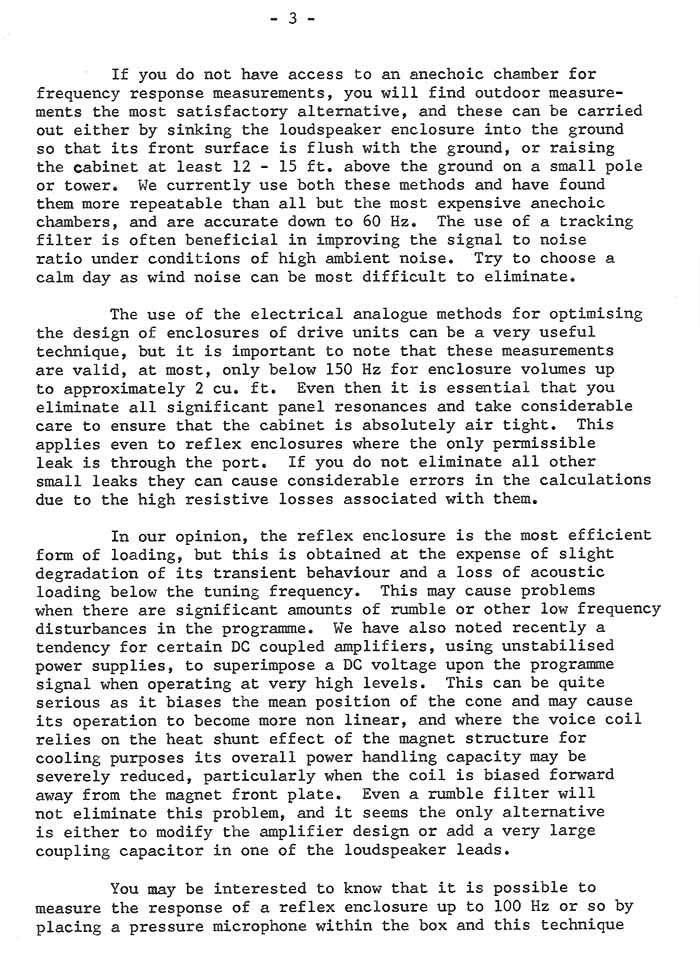 - 3 -
If you do not have access to an anechoic chamber for
frequency response measurements, you will find outdoor measure-
ments the most satisfactory alternative, and these can be carried
out either by sinking the loudspeaker enclosure into the ground
so that its front surface is flush with the ground, or raising
the cabinet at least 12 - 15 ft. above the ground on a small pole
or tower. We currently use both these methods and have found
them more repeatable than all but the most expensive anechoic
chambers, and are accurate down to 60 Hz. The use of a tracking
filter is often beneficial in improving the signal to noise
ratio under conditions of high ambient noise. Try to choose a
calm day as wind noise can be most difficult to eliminate.
The use of the electrical analogue methods for optimising
the design of enclosures of drive units can be a very useful
technique, but it is important to note that these measurements
are valid, at most, only below 150 Hz for enclosure volumes up
to approximately 2 cu. ft. Even then it is essential that you
eliminate all significant panel resonances and take considerable
care to ensure that the cabinet is absolutely air tight. This
applies even to reflex enclosures where the only permissible
leak is through the port. If you do not eliminate all other
small leaks they can cause considerable errors in the calculations
due to the high resistive losses associated with them.
In our opinion, the reflex enclosure is the most efficient
form of loading, but this is obtained at the expense of slight
degradation of its transient behaviour and a loss of acoustic
loading below the tuning frequency. This may cause problems
when there are significant amounts of rumble or other low frequency
disturbances in the programme. We have also noted recently a
tendency for certain DC coupled amplifiers, using unstabilised
power supplies, to superimpose a DC voltage upon the programme
signal when operating at very high levels. This can be quite
serious as it biases the mean position of the cone and may cause
its operation to become more non linear, and where the voice coil
relies on the heat shunt effect of the magnet structure for
cooling purposes its overall power handling capacity may be
severely reduced, particularly when the coil is biased forward
away from the magnet front plate. Even a rumble filter will
not eliminate this problem, and it seems the only alternative
is either to modify the amplifier design or add a very large
coupling capacitor in one of the loudspeaker leads.
You may be interested to know that it is possible to
measure the response of a reflex enclosure up to 100 Hz or so by
placing a pressure microphone within the box and this technique